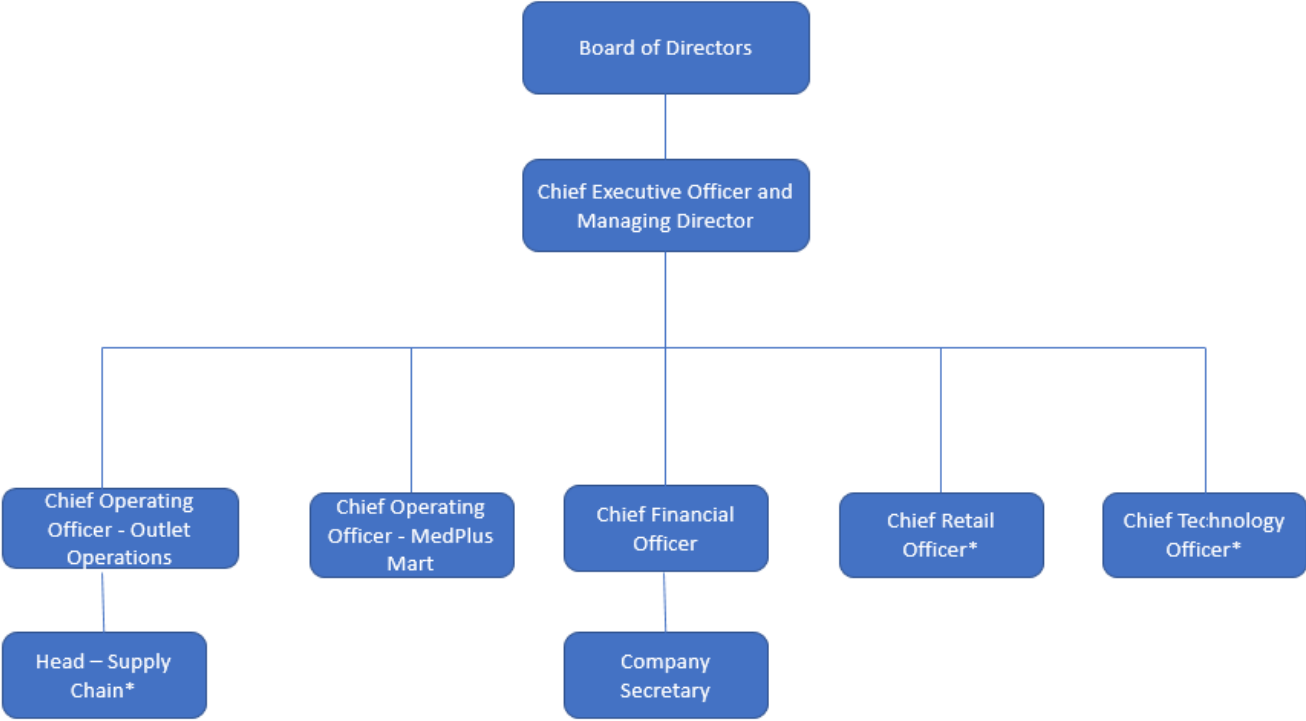 Board of Directors
Chief Executive Officer and
Managing Director
Chief Operating
Officer - Outlet
Operations
Chief Operating
Officer - MedPlus
Mart
Chief Financial
Officer
Chief Retail
Officer*
Chief Technology
Officer*
Head – Supply
Chain*
Company
Secretary